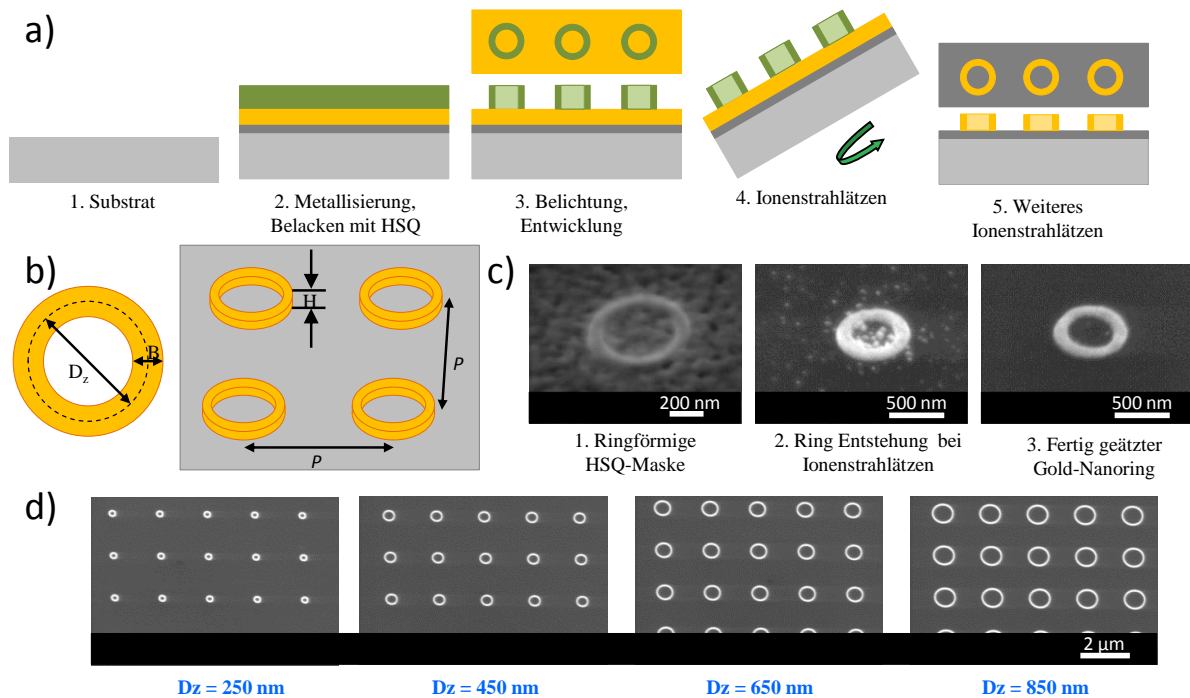 a)
1. Substrat
2. Metallisierung,
Belacken mit HSQ
3. Belichtung,
Entwicklung
4. Ionenstrahlätzen
5. Weiteres
Ionenstrahlätzen
b)
D_z
B
H
P
P
c)
200 nm
500 nm
500 nm
1. Ringförmige
HSQ-Maske
2. Ring Entstehung bei
Ionenstrahlätzen
3. Fertig geätzter
Gold-Nanoring
d)
2 µm
Dz = 250 nm
Dz = 450 nm
Dz = 650 nm
Dz = 850 nm